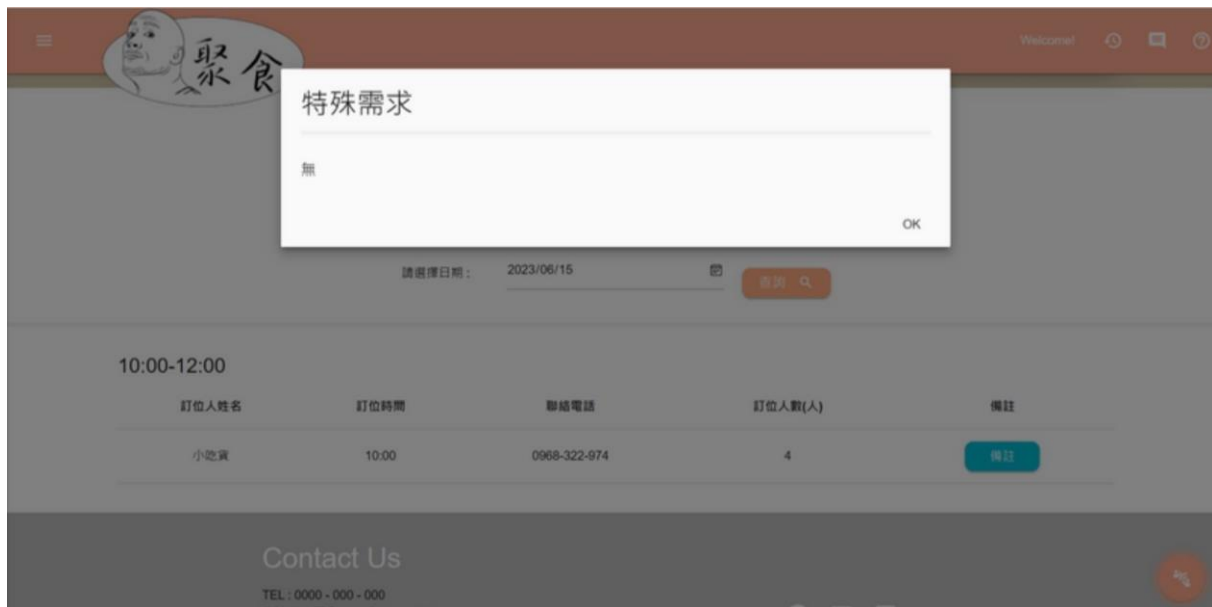 Welcome!
聚食
特殊需求
無
OK
請選擇日期：
2023/06/15
查詢
10:00-12:00
訂位人姓名 訂位時間 聯絡電話 訂位人數(人) 備註
小吃貨 10:00 0968-322-974 4 備註
Contact Us
TEL : 0000 - 000 - 000